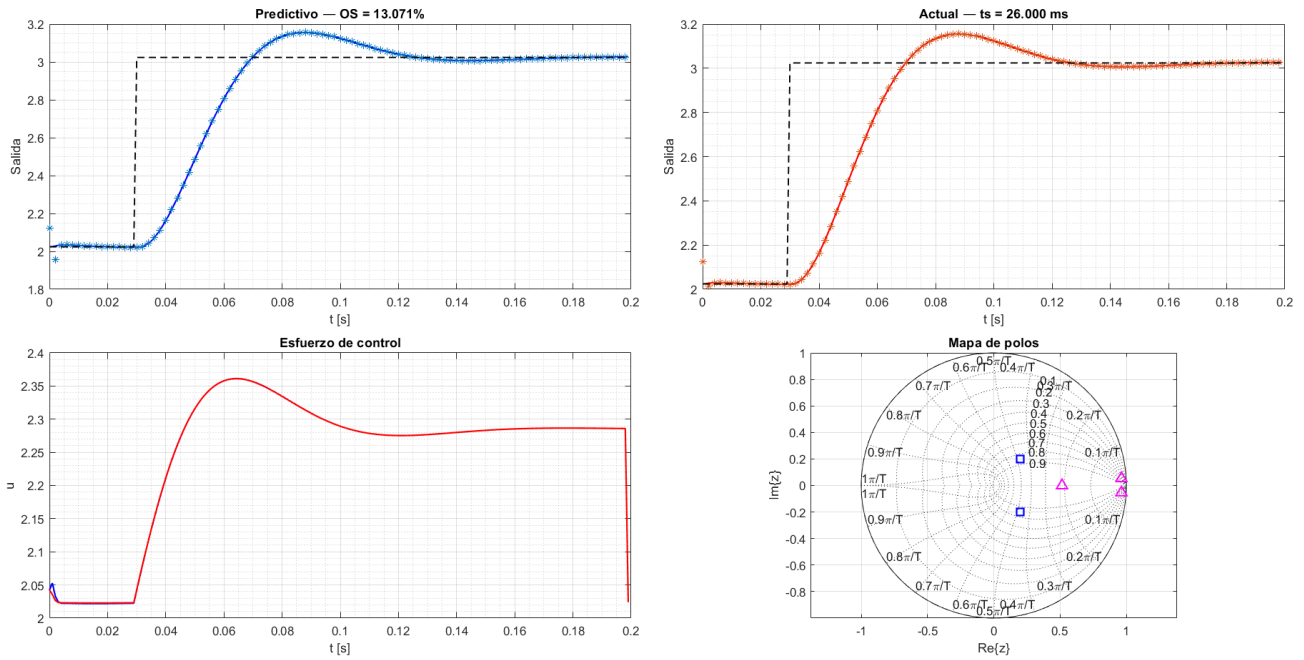 Predictivo — OS = 13.071%
Salida
3.2
3
2.8
2.6
2.4
2.2
2
1.8
0 0.02 0.04 0.06 0.08 0.1 0.12 0.14 0.16 0.18 0.2
t [s]
Actual — ts = 26.000 ms
Salida
3.2
3
2.8
2.6
2.4
2.2
2
0 0.02 0.04 0.06 0.08 0.1 0.12 0.14 0.16 0.18 0.2
t [s]
Esfuerzo de control
u
2.4
2.35
2.3
2.25
2.2
2.15
2.1
2.05
2
0 0.02 0.04 0.06 0.08 0.1 0.12 0.14 0.16 0.18 0.2
t [s]
Mapa de polos
Im{z}
1
0.8
0.6
0.4
0.2
0
-0.2
-0.4
-0.6
-0.8
0.5π/T
0.6π/T 0.4π/T
0.7π/T 0.3π/T
0.8π/T 0.2π/T
0.9π/T 0.1π/T
1π/T
1π/T
0.9π/T 0.1π/T
0.8π/T 0.2π/T
0.7π/T 0.3π/T
0.6π/T 0.4π/T
0.5π/T
0.1
0.2
0.3
0.4
0.5
0.6
0.7
0.8
0.9
-1 -0.5 0 0.5 1
Re{z}